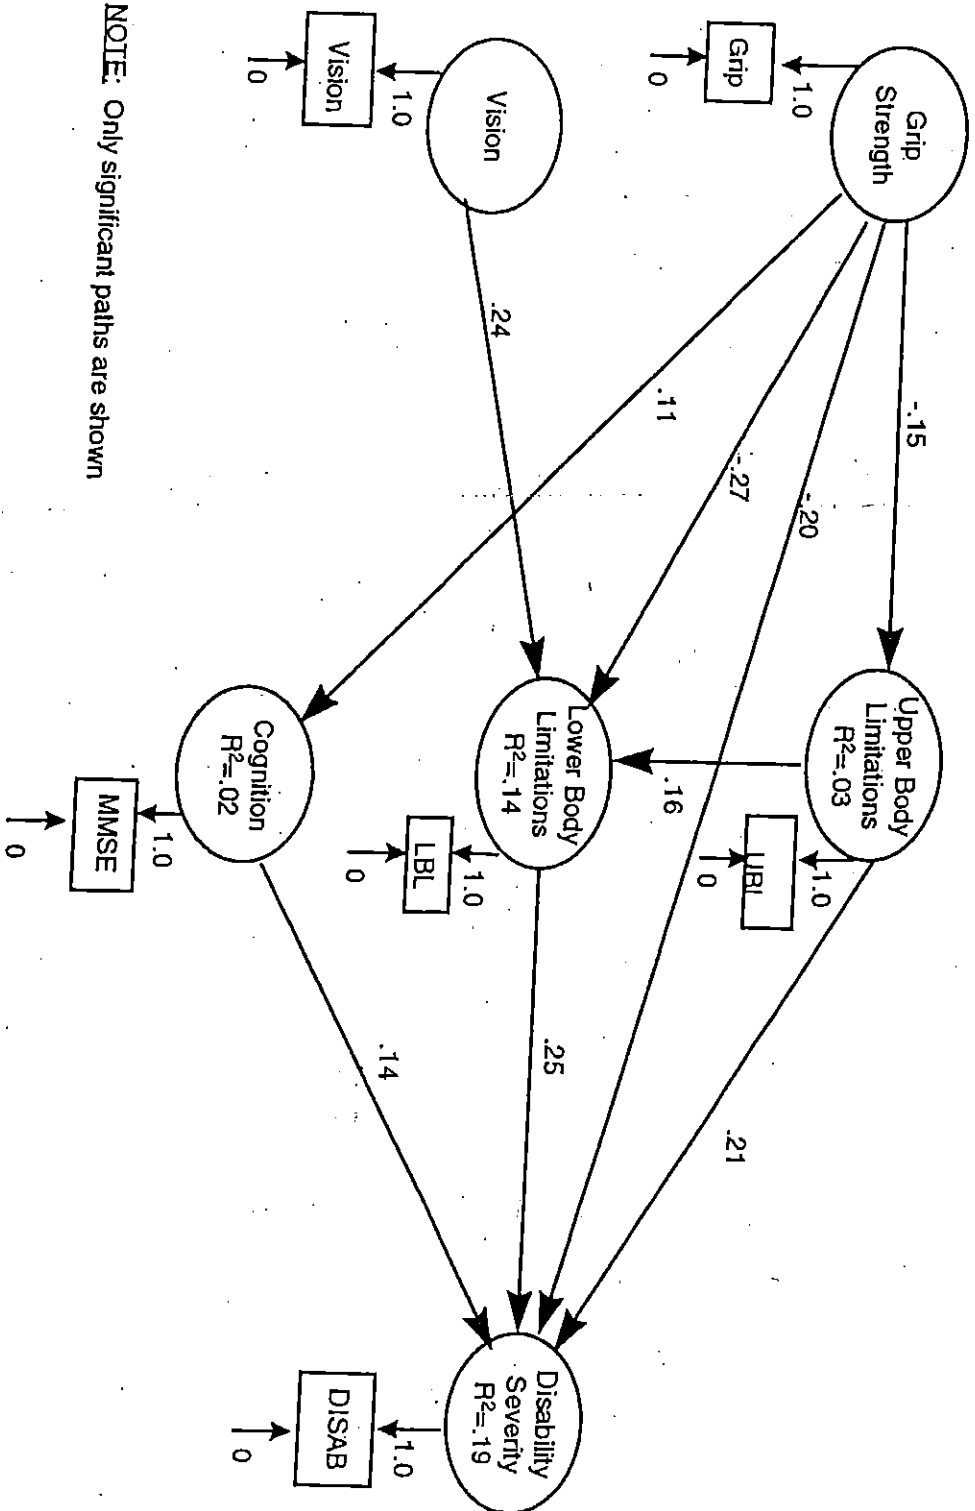 Grip
Strength
1.0
Grip
0
Vision
1.0
Vision
0
-.15
-.20
-.27
.11
.24
Upper Body
Limitations
R²=.03
1.0
UBL
0
.16
Lower Body
Limitations
R²=.14
1.0
LBL
0
Cognition
R²=.02
1.0
MMSE
0
.21
.25
.14
Disability
Severity
R²=.19
1.0
DISAB
0
NOTE: Only significant paths are shown